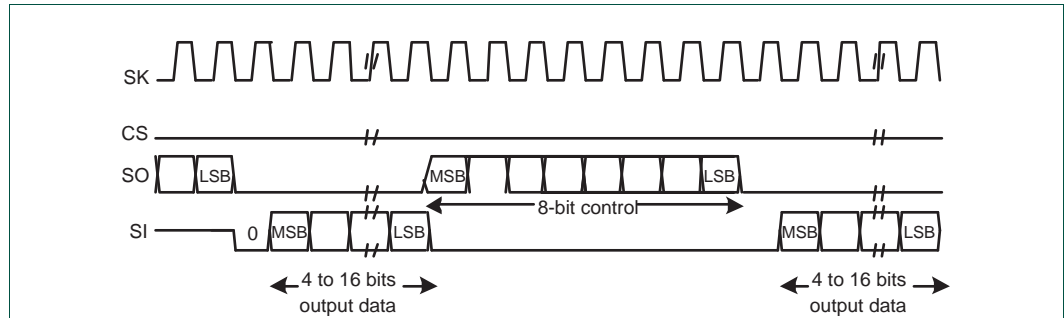 SK
CS
SO
LSB
MSB
LSB
8-bit control
SI
0
MSB
LSB
MSB
LSB
4 to 16 bits
output data
4 to 16 bits
output data